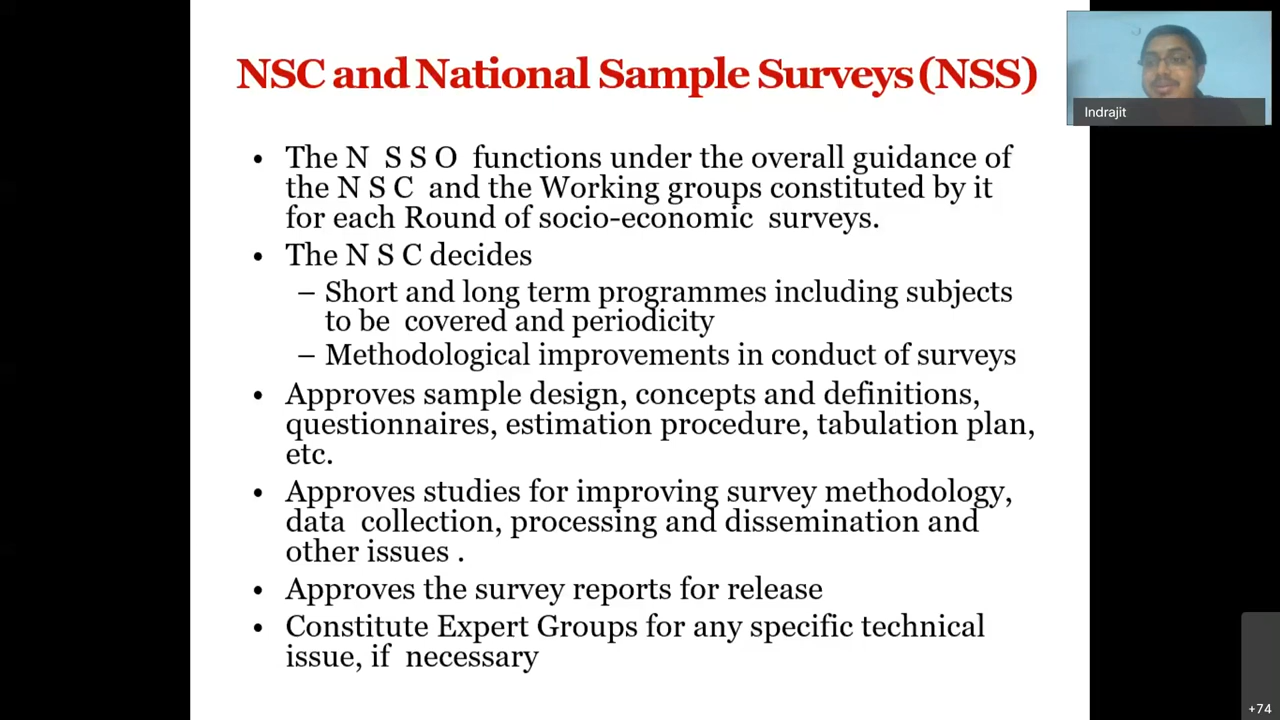 NSC and National Sample Surveys (NSS)
Indrajit
• The N S S O functions under the overall guidance of
the N S C and the Working groups constituted by it
for each Round of socio-economic surveys.
• The N S C decides
– Short and long term programmes including subjects
to be covered and periodicity
– Methodological improvements in conduct of surveys
• Approves sample design, concepts and definitions,
questionnaires, estimation procedure, tabulation plan,
etc.
• Approves studies for improving survey methodology,
data collection, processing and dissemination and
other issues .
• Approves the survey reports for release
• Constitute Expert Groups for any specific technical
issue, if necessary
+74